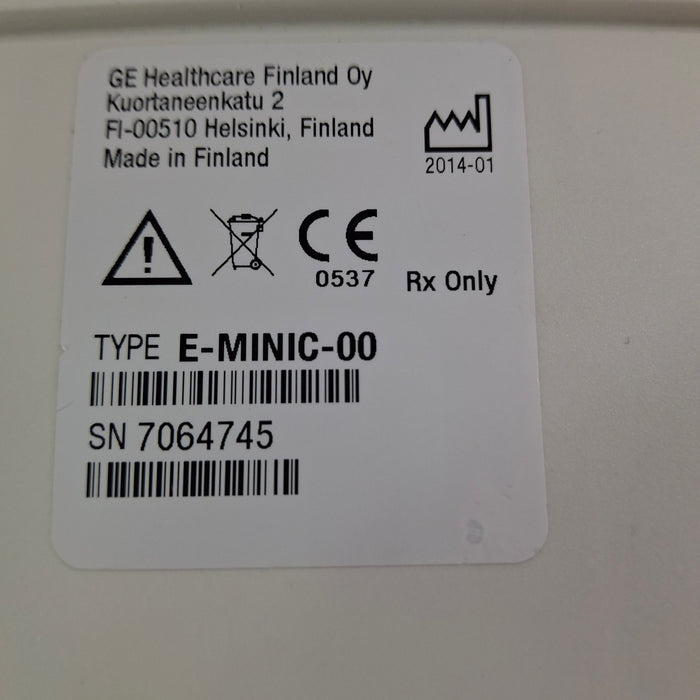 GE Healthcare Finland Oy
Kuortaneenkatu 2
FI-00510 Helsinki, Finland
Made in Finland
2014-01
CE
0537
Rx Only
TYPE E-MINIC-00
SN 7064745